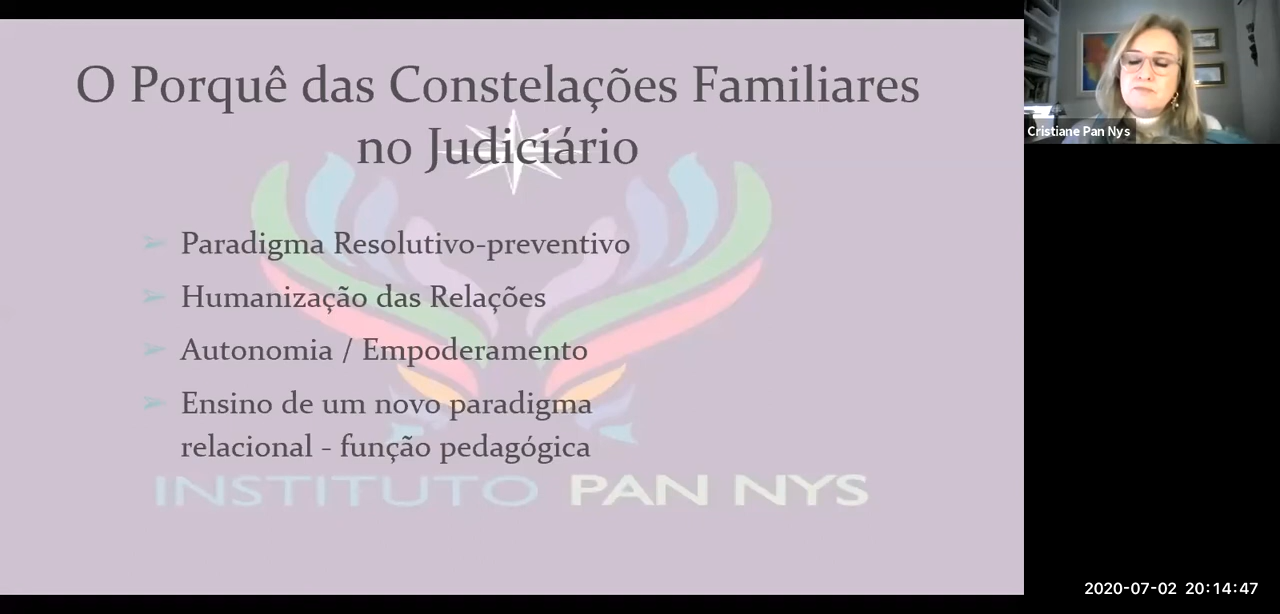 O Porquê das Constelações Familiares
no Judiciário
➢ Paradigma Resolutivo-preventivo
➢ Humanização das Relações
➢ Autonomia / Empoderamento
➢ Ensino de um novo paradigma
relacional - função pedagógica
INSTITUTO PAN NYS
Cristiane Pan Nys
2020-07-02 20:14:47